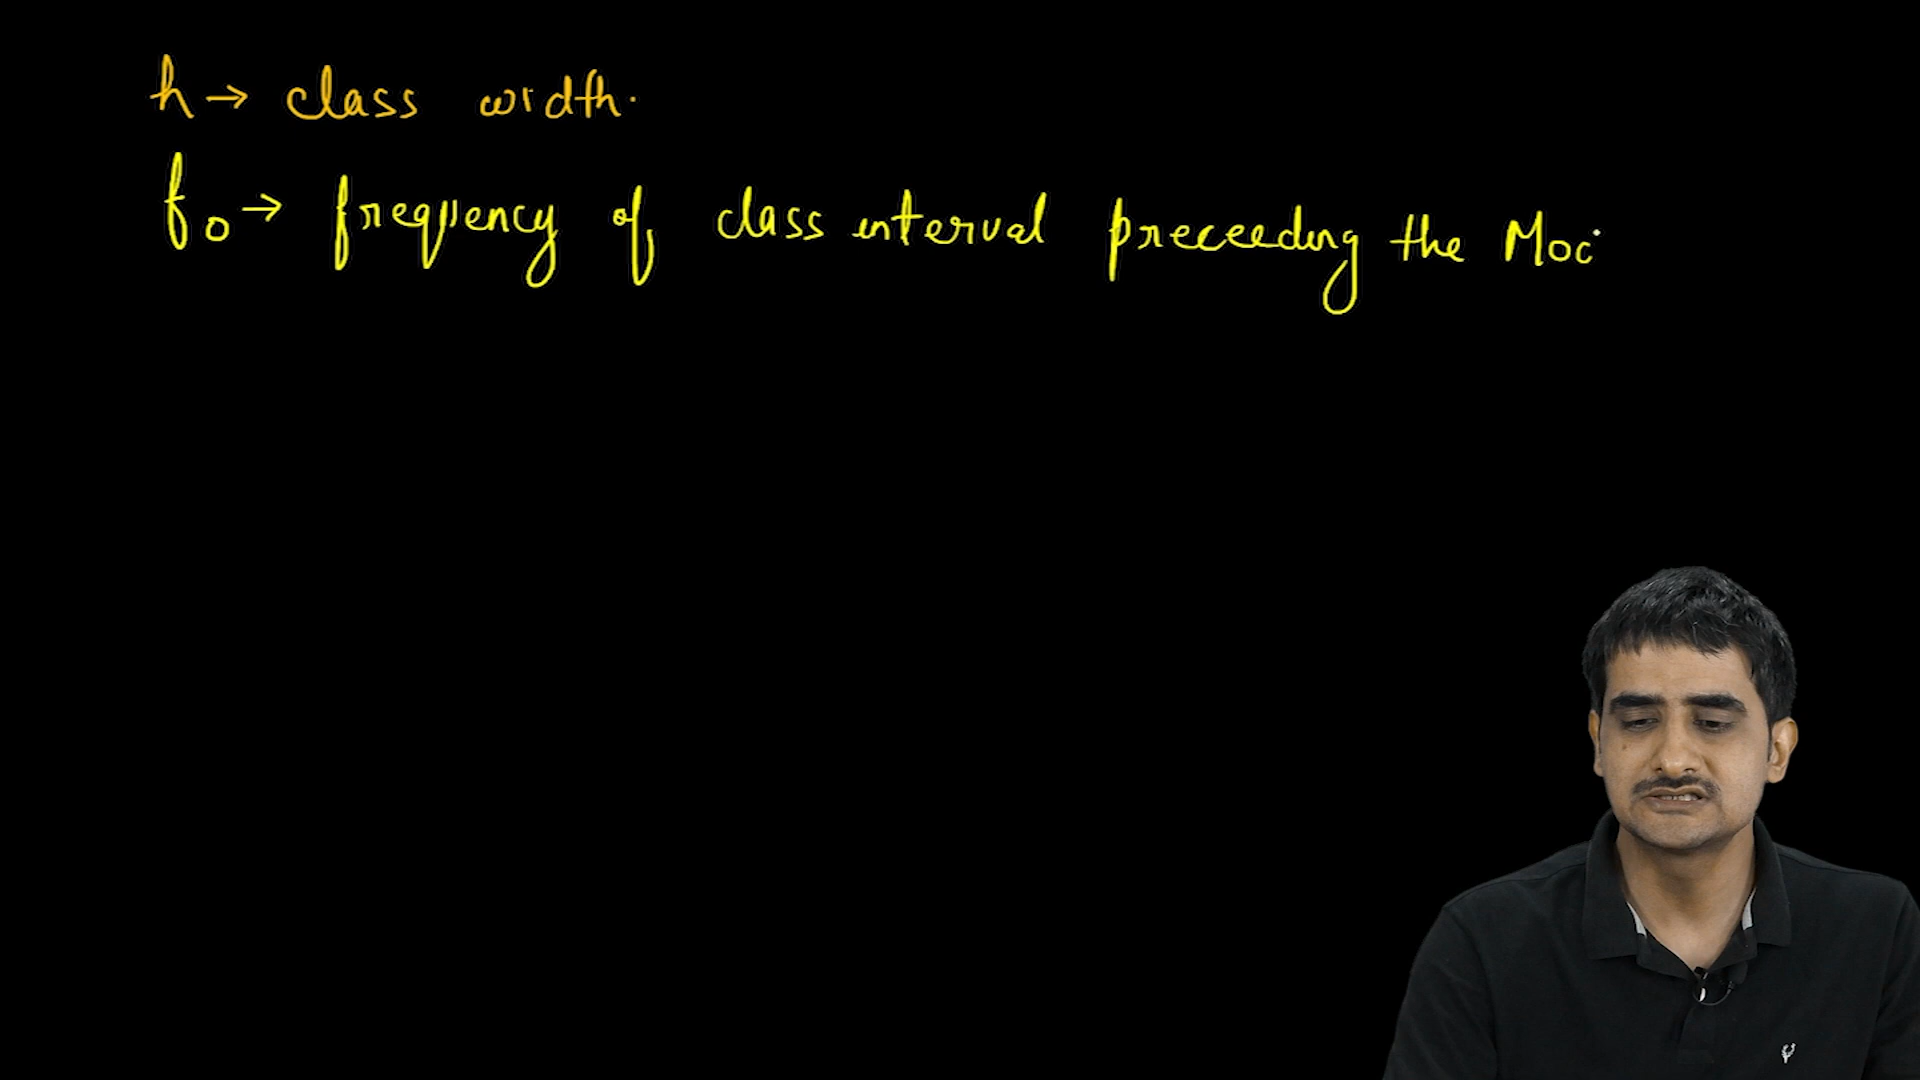 h → class width.
f₀ → frequency of class interval preceeding the Moc